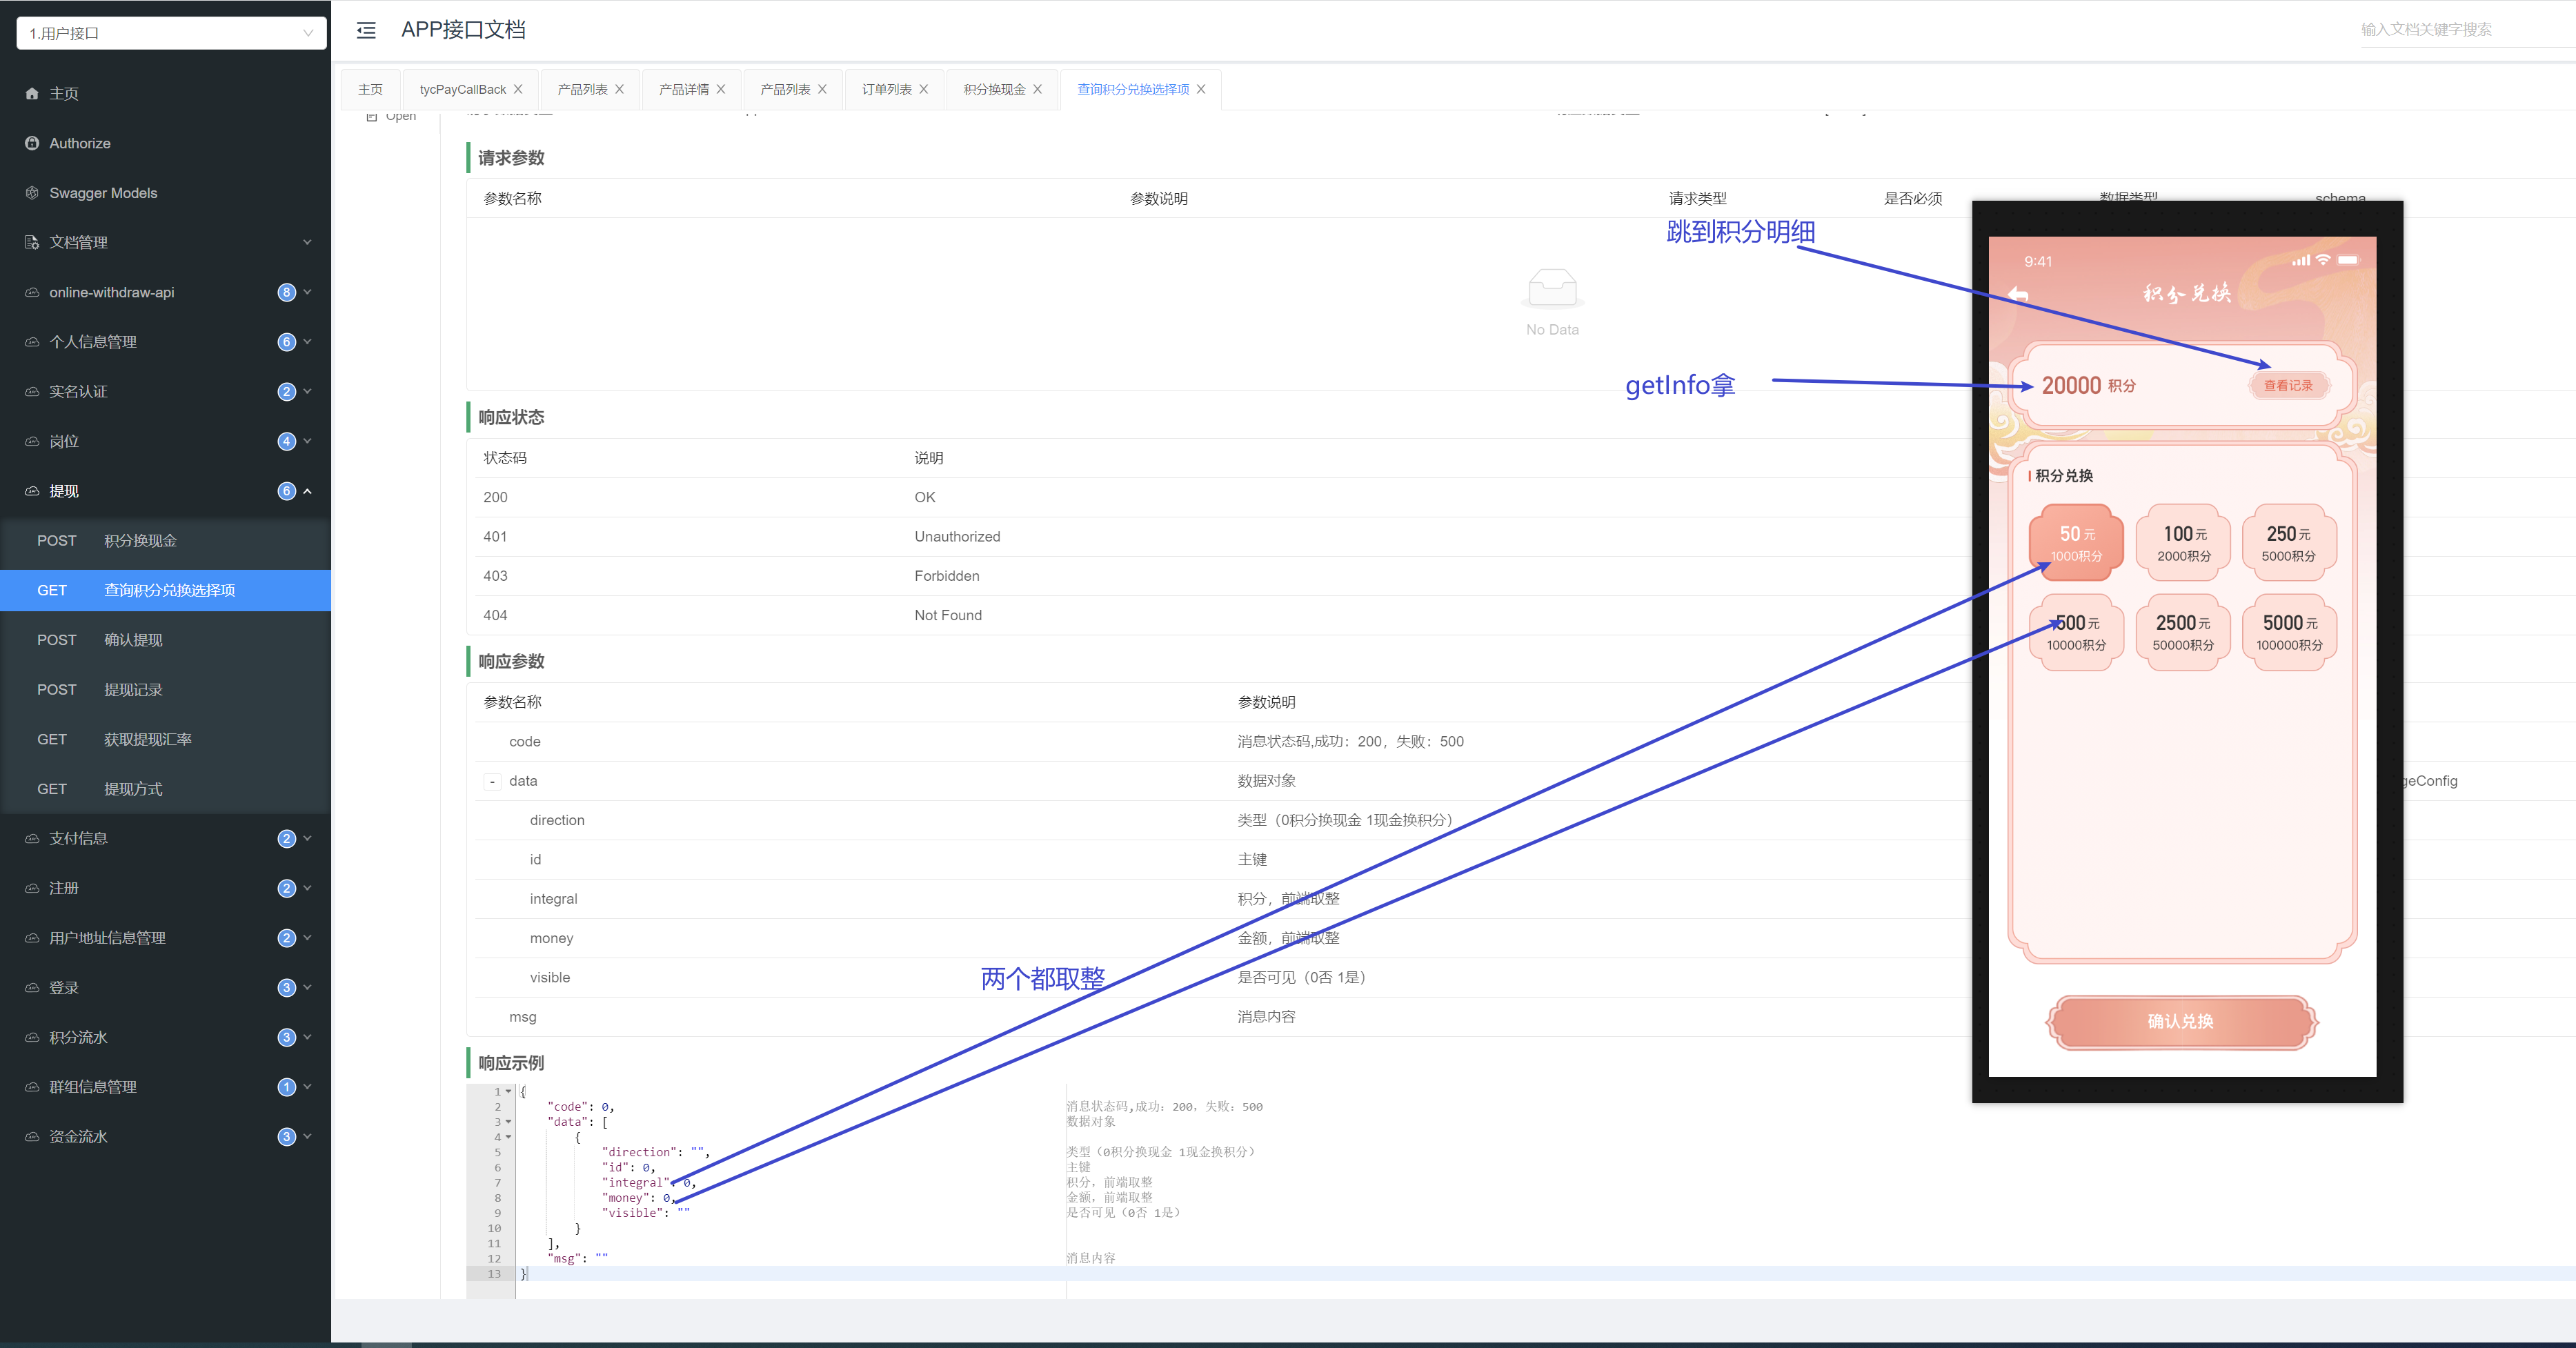 1.用户接口
APP接口文档
输入文档关键字搜索
主页
Authorize
Swagger Models
文档管理
online-withdraw-api 8
个人信息管理 6
实名认证 2
岗位 4
提现 6
POST 积分换现金
GET 查询积分兑换选择项
POST 确认提现
POST 提现记录
GET 获取提现汇率
GET 提现方式
支付信息 2
注册 2
用户地址信息管理 2
登录 3
积分流水 3
群组信息管理 1
资金流水 3
主页 tycPayCallBack 产品列表 产品详情 产品列表 订单列表 积分换现金 查询积分兑换选择项
Open
请求参数
参数名称 参数说明 请求类型 是否必须 数据类型 schema
No Data
跳到积分明细
getInfo拿
响应状态
状态码 说明
200 OK
401 Unauthorized
403 Forbidden
404 Not Found
响应参数
参数名称 参数说明
code 消息状态码,成功：200，失败：500
- data 数据对象 geConfig
direction 类型（0积分换现金 1现金换积分）
id 主键
integral 积分，前端取整
money 金额，前端取整
visible 是否可见（0否 1是）
msg 消息内容
两个都取整
响应示例
1 {
2 "code": 0, 消息状态码,成功：200，失败：500
3 "data": [ 数据对象
4 {
5 "direction": "", 类型（0积分换现金 1现金换积分）
6 "id": 0, 主键
7 "integral": 0, 积分，前端取整
8 "money": 0, 金额，前端取整
9 "visible": "" 是否可见（0否 1是）
10 }
11 ],
12 "msg": "" 消息内容
13 }
9:41
积分兑换
20000 积分
查看记录
积分兑换
50元 100元 250元
1000积分 2000积分 5000积分
500元 2500元 5000元
10000积分 50000积分 100000积分
确认兑换